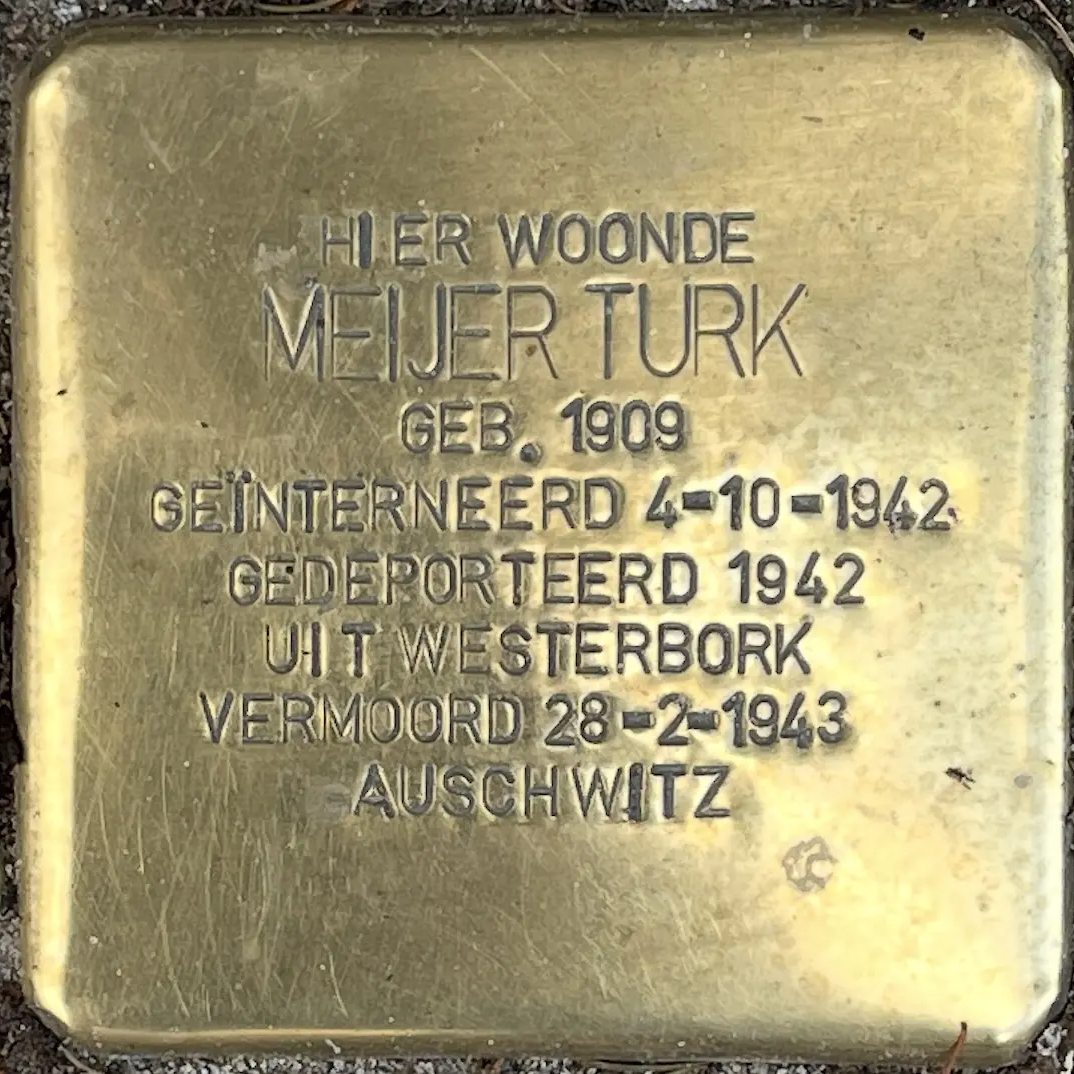 HIER WOONDE
MEIJER TURK
GEB. 1909
GEÏNTERNEERD 4-10-1942
GEDEPORTEERD 1942
UIT WESTERBORK
VERMOORD 28-2-1943
AUSCHWITZ